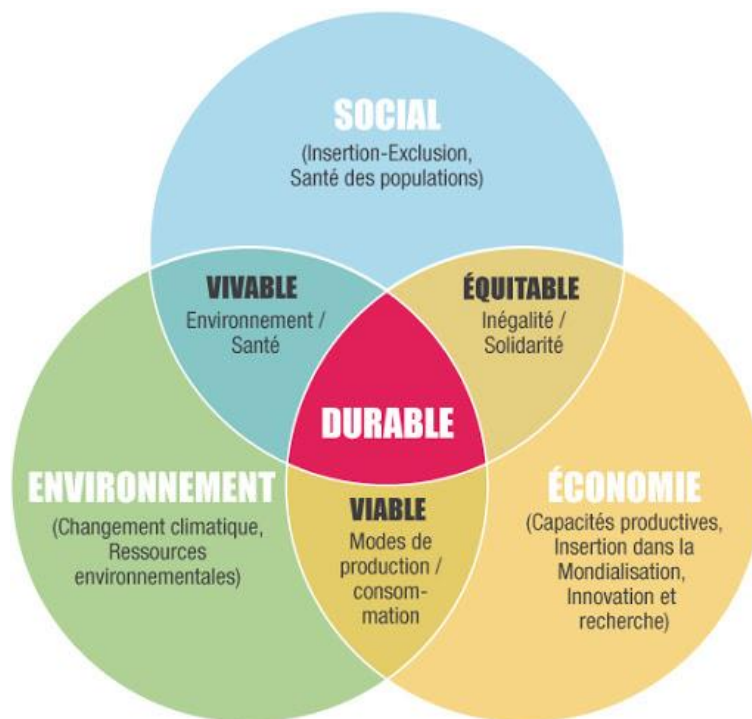 SOCIAL
(Insertion-Exclusion,
Santé des populations)
VIVABLE
Environnement /
Santé
ÉQUITABLE
Inégalité /
Solidarité
DURABLE
ENVIRONNEMENT
(Changement climatique,
Ressources
environnementales)
VIABLE
Modes de
production /
consom-
mation
ÉCONOMIE
(Capacités productives,
Insertion dans la
Mondialisation,
Innovation et
recherche)